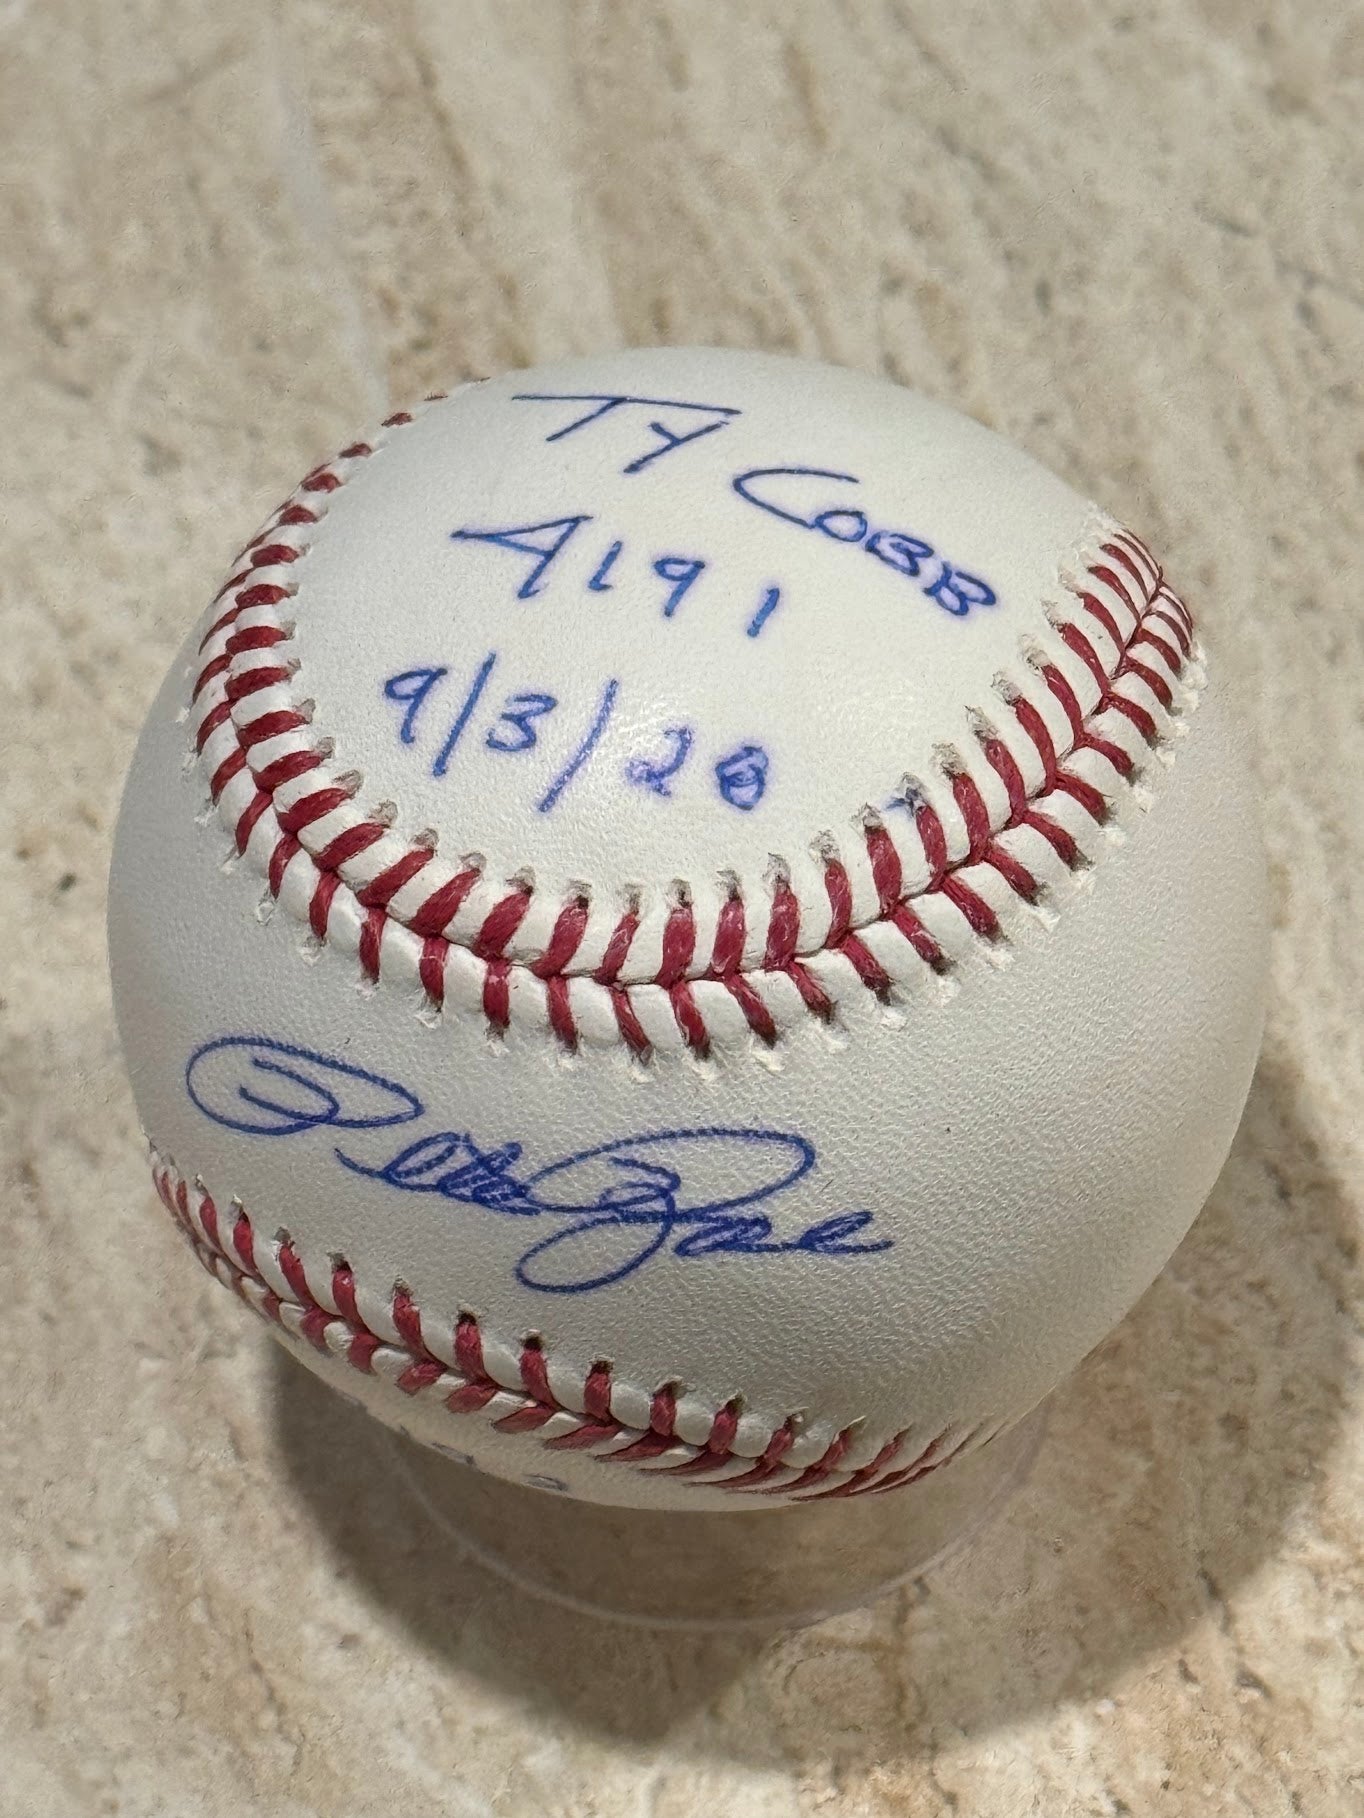 TY COBB
4191
9/3/28
Pete Rose